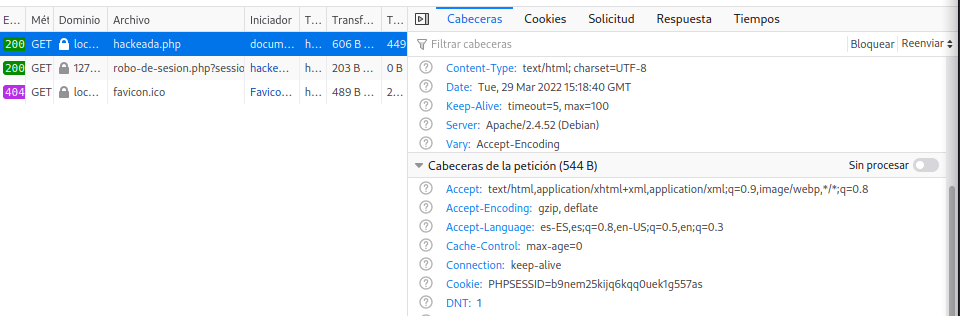 E... Mét Dominio Archivo Iniciador T... Transf... T...
200 GET loc... hackeada.php docum... h... 606 B ... 449
200 GET 127... robo-de-sesion.php?sessio hacke... h... 203 B ... 0 B
404 GET loc... favicon.ico Favico... h... 489 B ... 2...
Cabeceras Cookies Solicitud Respuesta Tiempos
Filtrar cabeceras Bloquear Reenviar
Content-Type: text/html; charset=UTF-8
Date: Tue, 29 Mar 2022 15:18:40 GMT
Keep-Alive: timeout=5, max=100
Server: Apache/2.4.52 (Debian)
Vary: Accept-Encoding
Cabeceras de la petición (544 B) Sin procesar
Accept: text/html,application/xhtml+xml,application/xml;q=0.9,image/webp,*/*;q=0.8
Accept-Encoding: gzip, deflate
Accept-Language: es-ES,es;q=0.8,en-US;q=0.5,en;q=0.3
Cache-Control: max-age=0
Connection: keep-alive
Cookie: PHPSESSID=b9nem25kijq6kqq0uek1g557as
DNT: 1